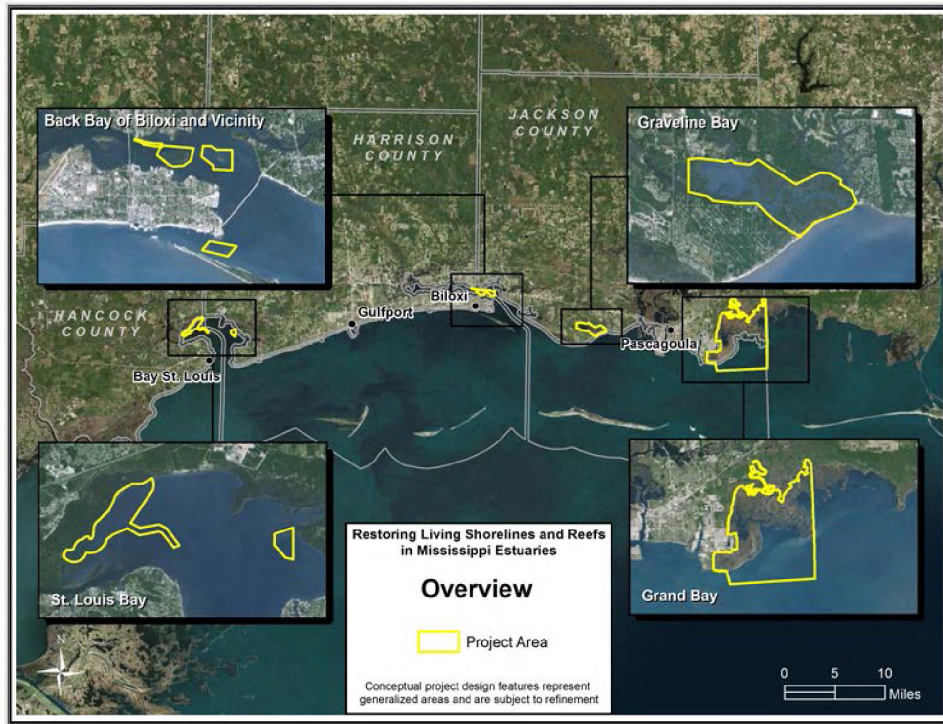 Back Bay of Biloxi and Vicinity
Graveline Bay
HARRISON
COUNTY
JACKSON
COUNTY
HANCOCK
COUNTY
Biloxi
Gulfport
Pascagoula
Bay St. Louis
St. Louis Bay
Grand Bay
Restoring Living Shorelines and Reefs
in Mississippi Estuaries
Overview
Project Area
Conceptual project design features represent
generalized areas and are subject to refinement
N
0 5 10
Miles